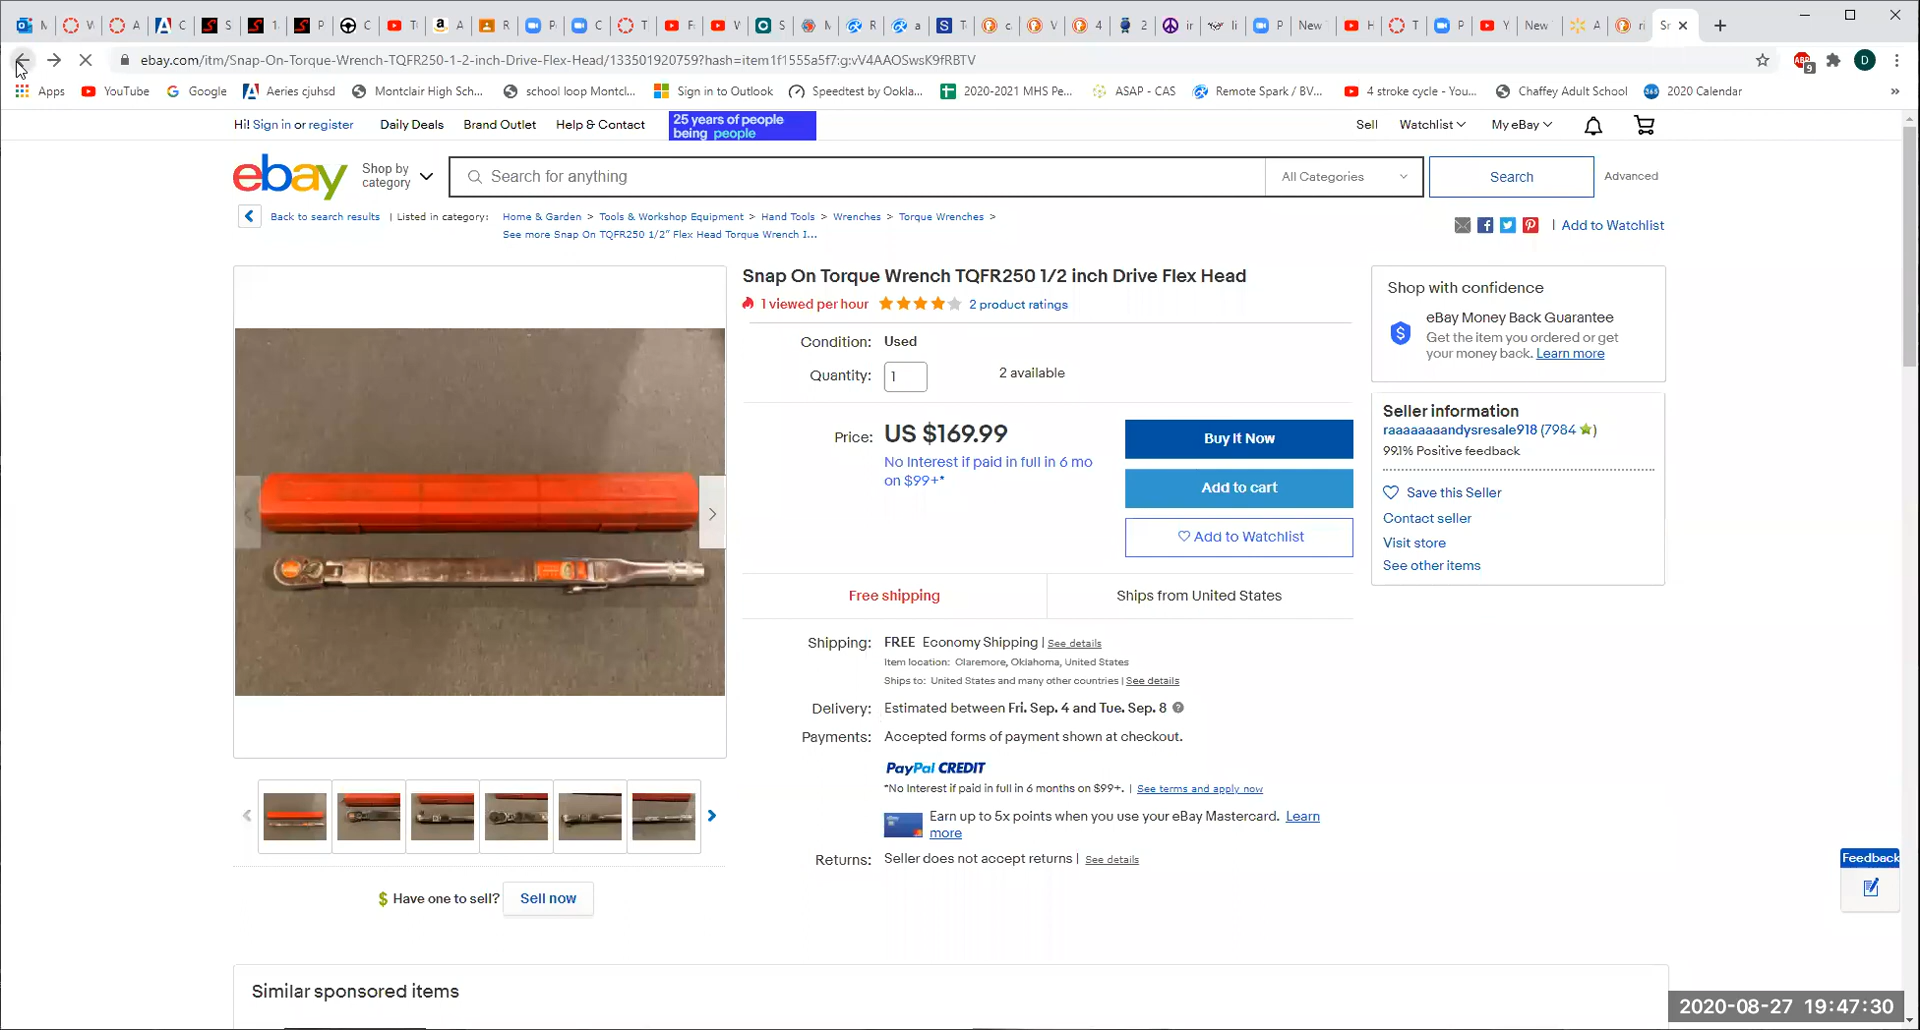 ebay.com/itm/Snap-On-Torque-Wrench-TQFR250-1-2-inch-Drive-Flex-Head/133501920759?hash=item1f1555a5f7:g:vV4AAOSwsK9fRBTV
Apps YouTube Google Aeries cjuhsd Montclair High Sch... school loop Montcl... Sign in to Outlook Speedtest by Ookla... 2020-2021 MHS Pe... ASAP - CAS Remote Spark / BV... 4 stroke cycle - You... Chaffey Adult School 2020 Calendar »
Hi! Sign in or register Daily Deals Brand Outlet Help & Contact 25 years of people
being people
Sell Watchlist My eBay
ebay Shop by
category
Search for anything All Categories Search Advanced
Back to search results | Listed in category: Home & Garden > Tools & Workshop Equipment > Hand Tools > Wrenches > Torque Wrenches >
See more Snap On TQFR250 1/2" Flex Head Torque Wrench I...
| Add to Watchlist
Snap On Torque Wrench TQFR250 1/2 inch Drive Flex Head
1 viewed per hour 2 product ratings
Condition: Used
Quantity: 1 2 available
Price: US $169.99
No Interest if paid in full in 6 mo
on $99+*
Buy It Now
Add to cart
Add to Watchlist
Free shipping Ships from United States
Shipping: FREE Economy Shipping | See details
Item location: Claremore, Oklahoma, United States
Ships to: United States and many other countries | See details
Delivery: Estimated between Fri. Sep. 4 and Tue. Sep. 8
Payments: Accepted forms of payment shown at checkout.
PayPal CREDIT
*No Interest if paid in full in 6 months on $99+. | See terms and apply now
Earn up to 5x points when you use your eBay Mastercard. Learn
more
Returns: Seller does not accept returns | See details
Shop with confidence
eBay Money Back Guarantee
Get the item you ordered or get
your money back. Learn more
Seller information
raaaaaaandysresale918 (7984)
99.1% Positive feedback
Save this Seller
Contact seller
Visit store
See other items
$ Have one to sell? Sell now
Feedback
Similar sponsored items
2020-08-27 19:47:30